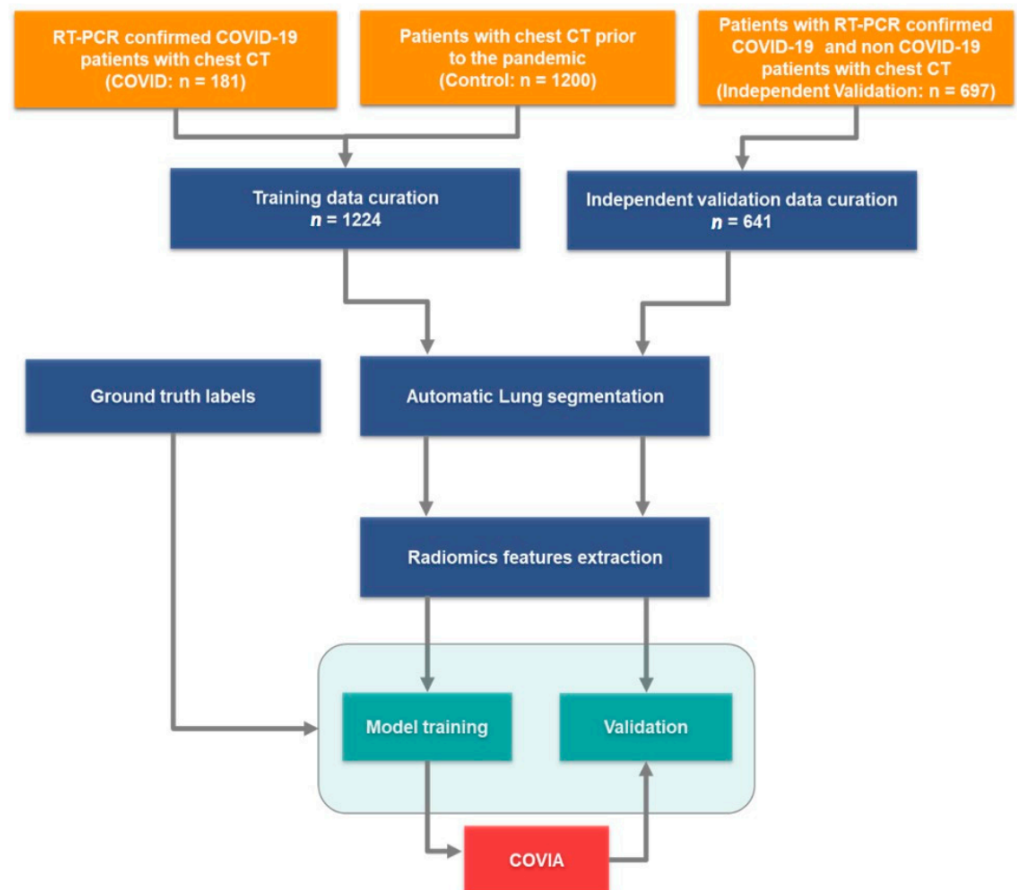 RT-PCR confirmed COVID-19
patients with chest CT
(COVID: n = 181)
Patients with chest CT prior
to the pandemic
(Control: n = 1200)
Patients with RT-PCR confirmed
COVID-19 and non COVID-19
patients with chest CT
(Independent Validation: n = 697)
Training data curation
n = 1224
Independent validation data curation
n = 641
Ground truth labels
Automatic Lung segmentation
Radiomics features extraction
Model training
Validation
COVIA